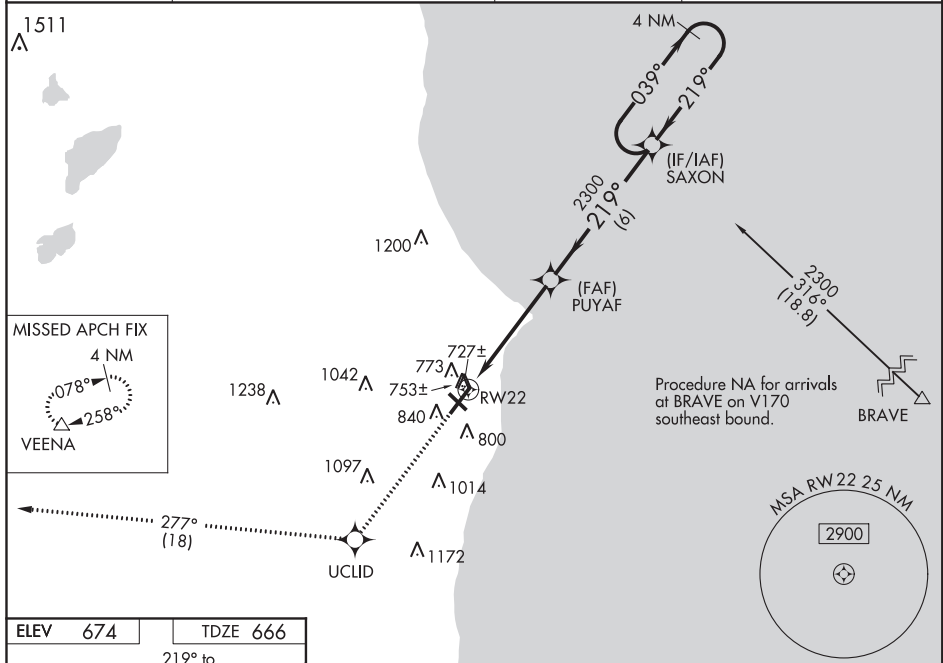 1511
4 NM
039°
219°
(IF/IAF)
SAXON
2300
219°
(6)
1200
(FAF)
PUYAF
2300
316°
(18.8)
MISSED APCH FIX
4 NM
078°
258°
VEENA
727±
773
753±
RW22
1042
1238
840
800
Procedure NA for arrivals
at BRAVE on V170
southeast bound.
BRAVE
1097
1014
MSA RW22 25 NM
2900
277°
(18)
UCLID
1172
ELEV 674
TDZE 666
219° to